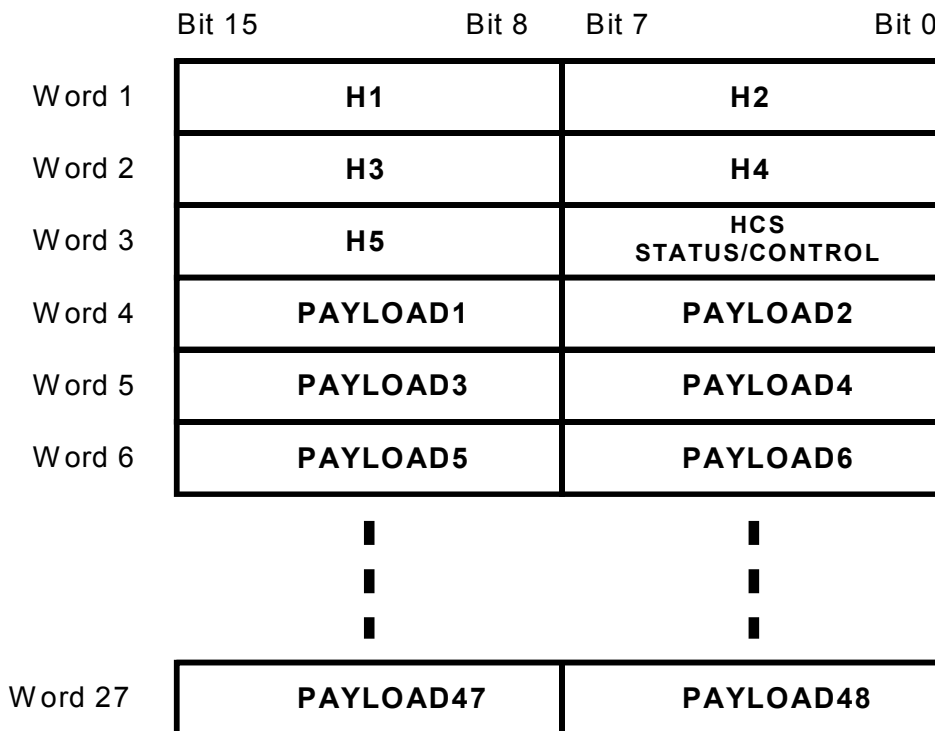 Bit 15 Bit 8 Bit 7 Bit 0
Word 1 H1 H2
Word 2 H3 H4
Word 3 H5 HCS
STATUS/CONTROL
Word 4 PAYLOAD1 PAYLOAD2
Word 5 PAYLOAD3 PAYLOAD4
Word 6 PAYLOAD5 PAYLOAD6
Word 27 PAYLOAD47 PAYLOAD48